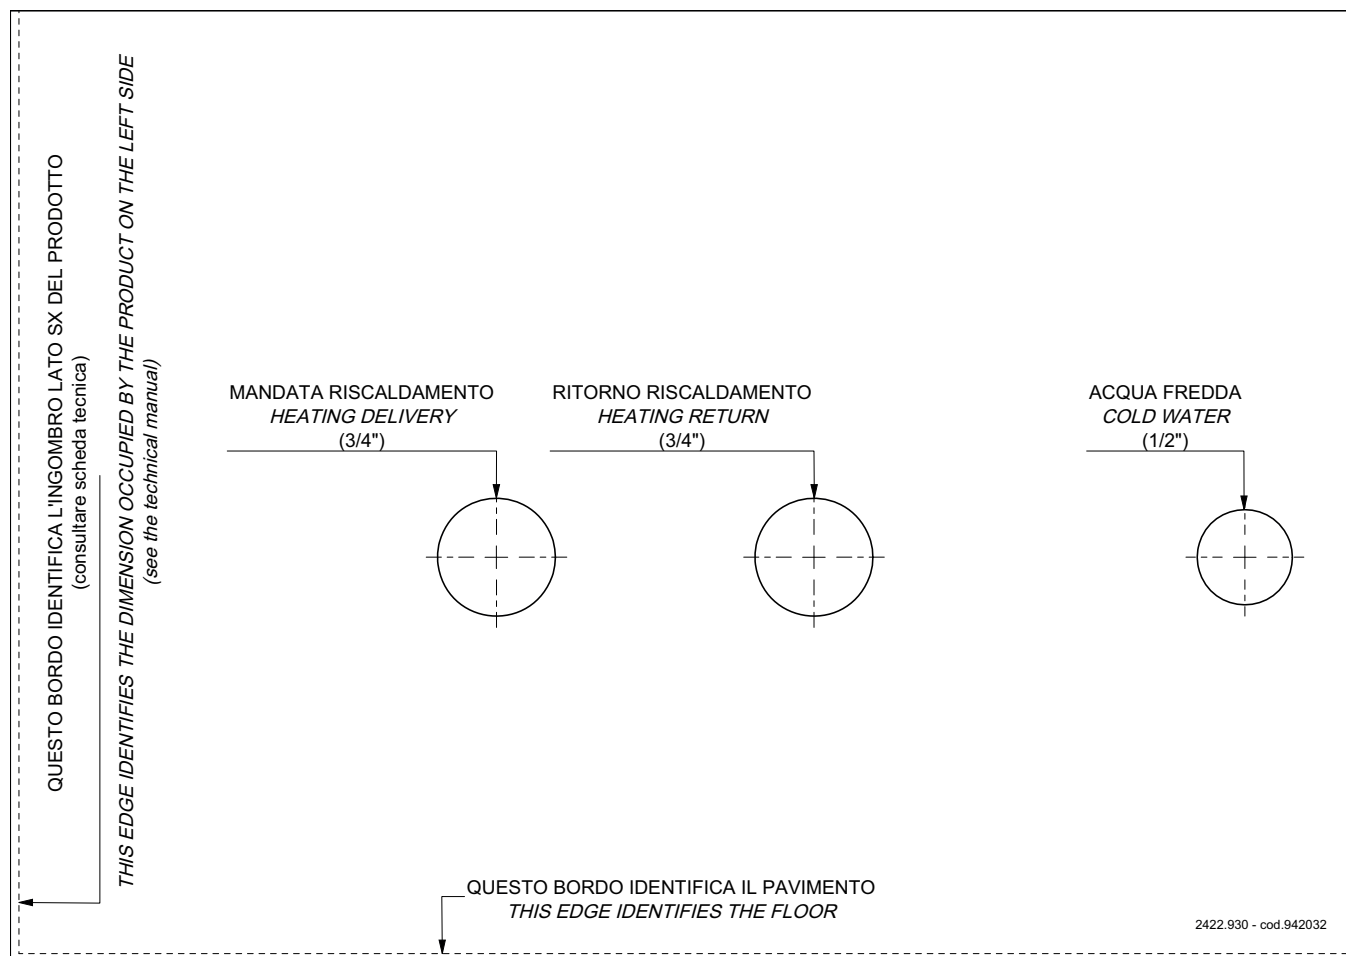 QUESTO BORDO IDENTIFICA L'INGOMBRO LATO SX DEL PRODOTTO
(consultare scheda tecnica)
THIS EDGE IDENTIFIES THE DIMENSION OCCUPIED BY THE PRODUCT ON THE LEFT SIDE
(see the technical manual)
MANDATA RISCALDAMENTO
HEATING DELIVERY
(3/4")
RITORNO RISCALDAMENTO
HEATING RETURN
(3/4")
ACQUA FREDDA
COLD WATER
(1/2")
QUESTO BORDO IDENTIFICA IL PAVIMENTO
THIS EDGE IDENTIFIES THE FLOOR
2422.930 - cod.942032